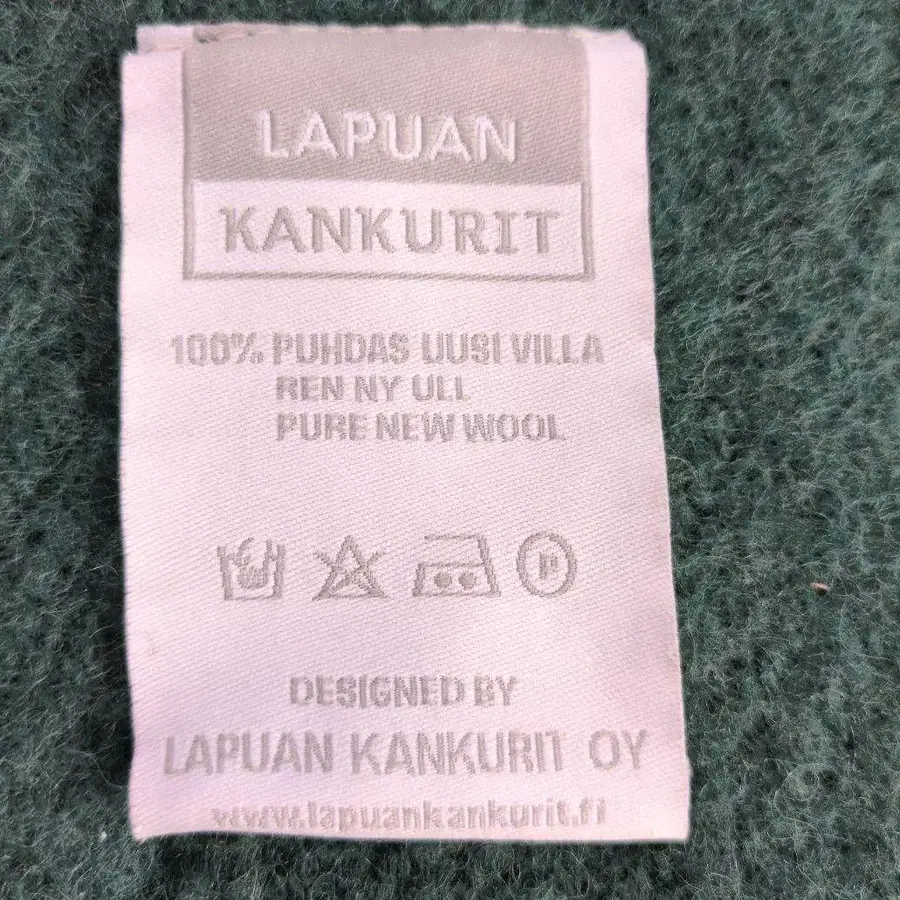 LAPUAN
KANKURIT
100% PUHDAS UUSI VILLA
REN NY ULL
PURE NEW WOOL
P
DESIGNED BY
LAPUAN KANKURIT OY
www.lapuankankurit.fi